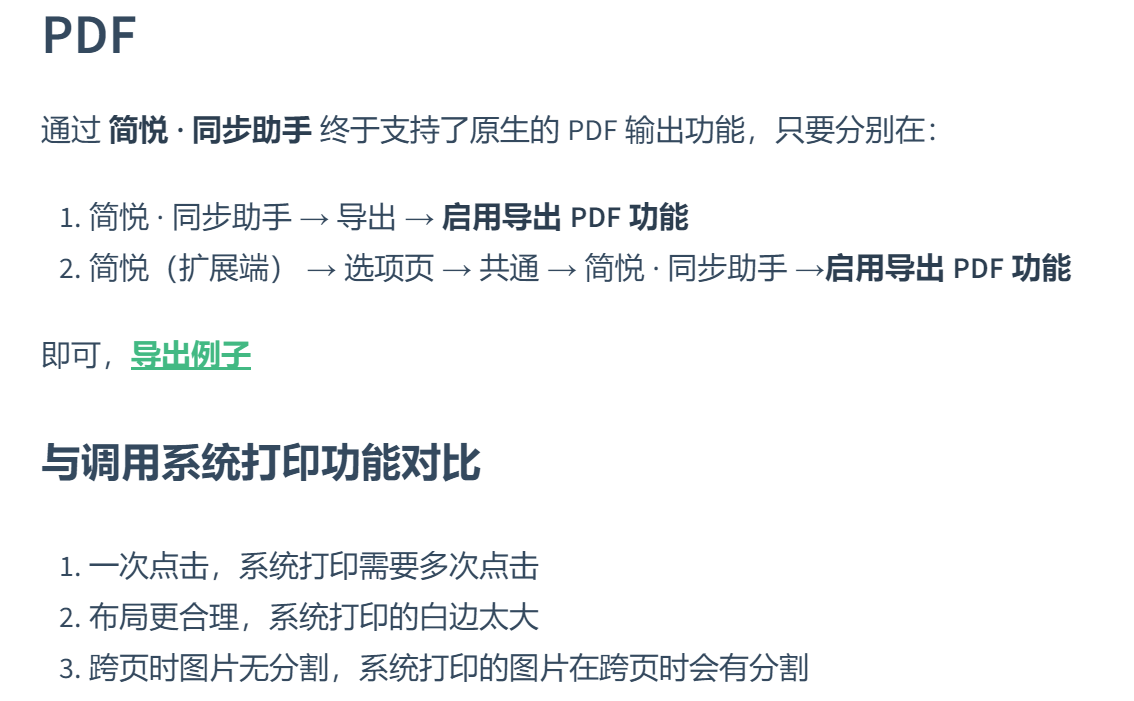 PDF
通过 简悦 · 同步助手 终于支持了原生的 PDF 输出功能，只要分别在：
1. 简悦 · 同步助手 → 导出 → 启用导出 PDF 功能
2. 简悦（扩展端） → 选项页 → 共通 → 简悦 · 同步助手 →启用导出 PDF 功能
即可，导出例子
与调用系统打印功能对比
1. 一次点击，系统打印需要多次点击
2. 布局更合理，系统打印的白边太大
3. 跨页时图片无分割，系统打印的图片在跨页时会有分割